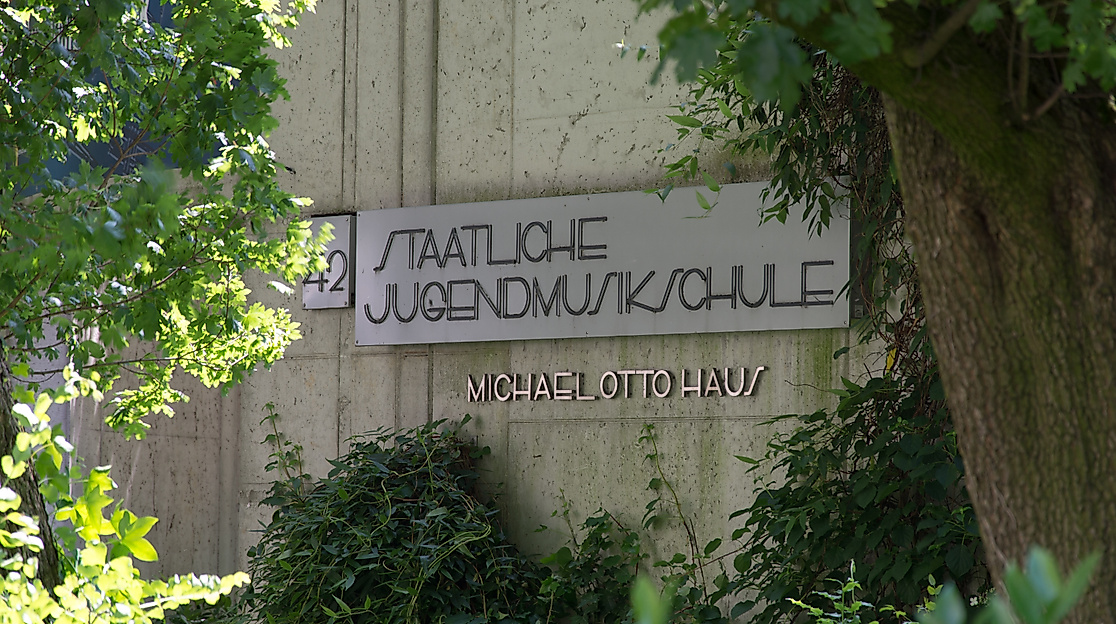 42
STAATLICHE
JUGENDMUSIKSCHULE
MICHAEL OTTO HAUS